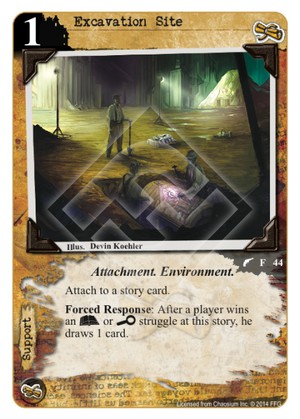 1
Excavation Site
Illus. Devin Koehler
Attachment. Environment.
F 44
Attach to a story card.
Forced Response: After a player wins
an or struggle at this story, he
draws 1 card.
Support
Licensed from Chaosium Inc. © 2014 FFG